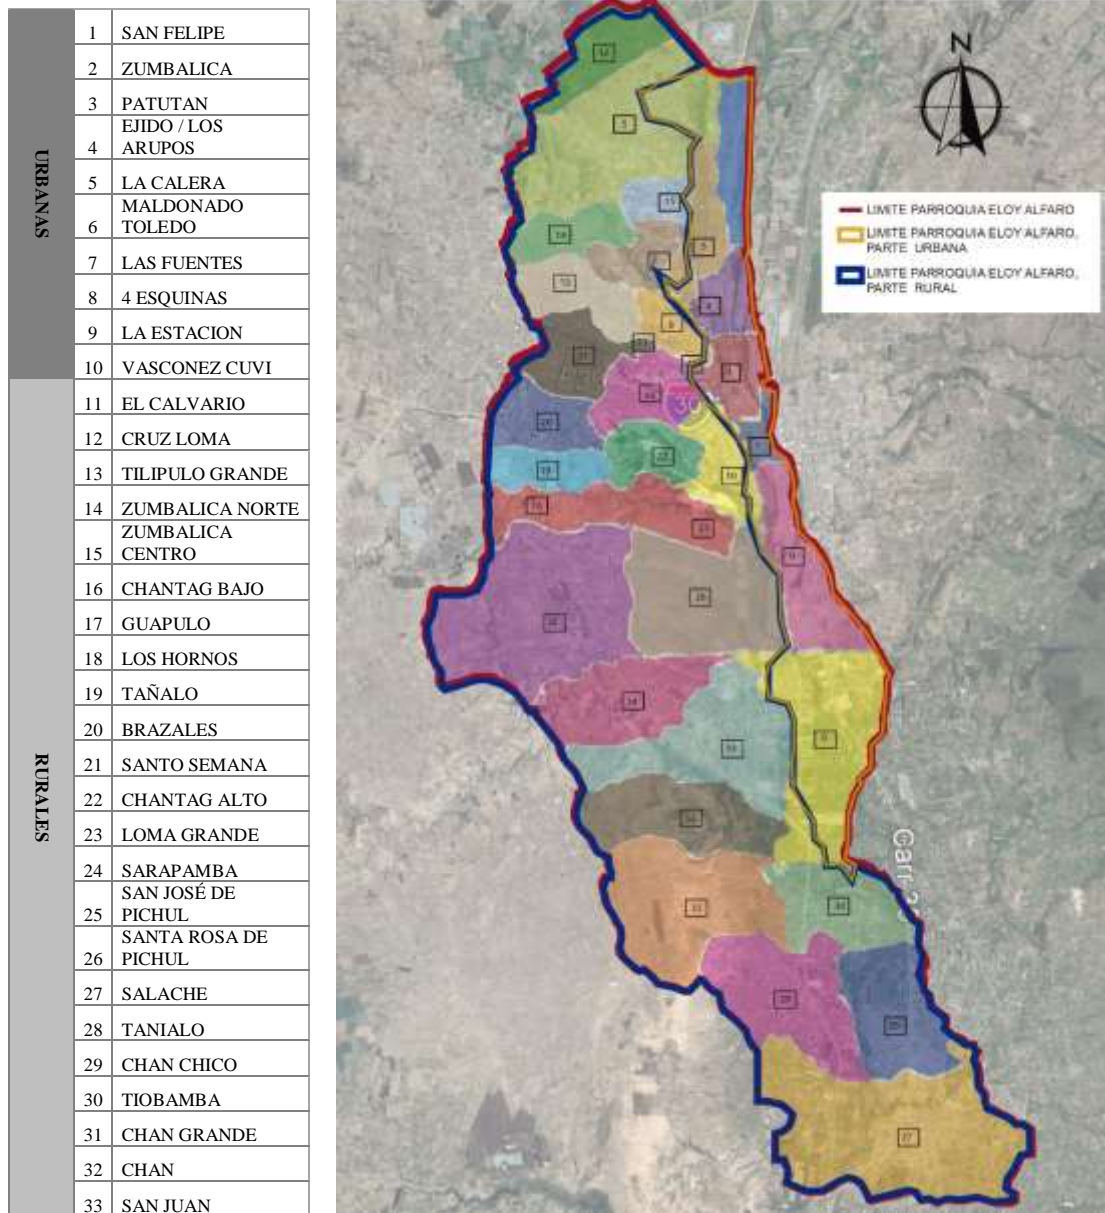 URBANAS
1 SAN FELIPE
2 ZUMBALICA
3 PATUTAN
EJIDO / LOS
4 ARUPOS
5 LA CALERA
MALDONADO
6 TOLEDO
7 LAS FUENTES
8 4 ESQUINAS
9 LA ESTACION
10 VASCONEZ CUVI
RURALES
11 EL CALVARIO
12 CRUZ LOMA
13 TILIPULO GRANDE
14 ZUMBALICA NORTE
ZUMBALICA
15 CENTRO
16 CHANTAG BAJO
17 GUAPULO
18 LOS HORNOS
19 TAÑALO
20 BRAZALES
21 SANTO SEMANA
22 CHANTAG ALTO
23 LOMA GRANDE
24 SARAPAMBA
SAN JOSÉ DE
25 PICHUL
SANTA ROSA DE
26 PICHUL
27 SALACHE
28 TANIALO
29 CHAN CHICO
30 TIOBAMBA
31 CHAN GRANDE
32 CHAN
33 SAN JUAN
N
LIMITE PARROQUIA ELOY ALFARO
LIMITE PARROQUIA ELOY ALFARO,
PARTE URBANA
LIMITE PARROQUIA ELOY ALFARO,
PARTE RURAL
30
Carr.
27